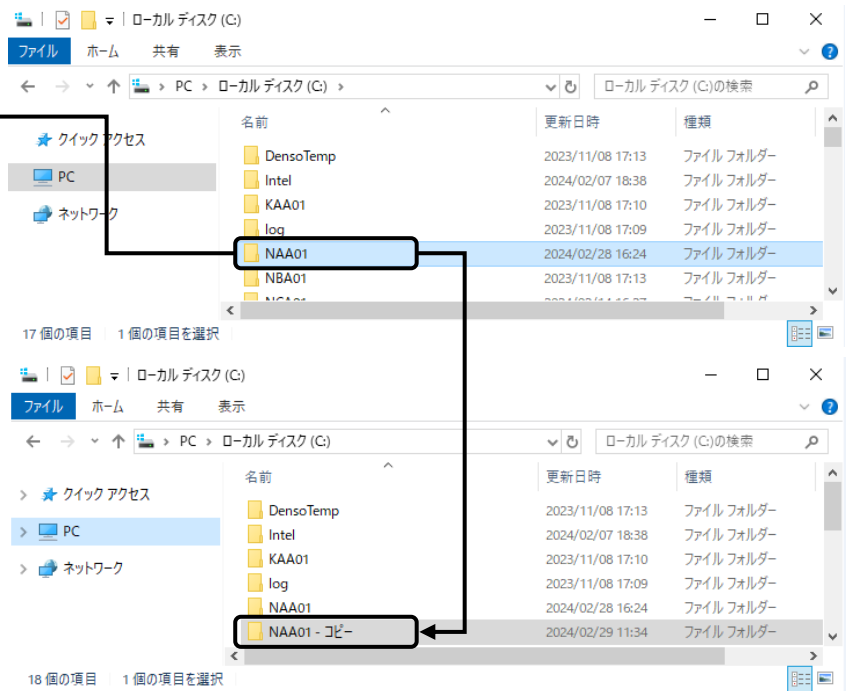 ローカル ディスク (C:)
ファイル ホーム 共有 表示
PC ローカル ディスク (C:) ローカル ディスク (C:)の検索
名前 更新日時 種類
クイック アクセス
PC
ネットワーク
DensoTemp 2023/11/08 17:13 ファイル フォルダー
Intel 2024/02/07 18:38 ファイル フォルダー
KAA01 2023/11/08 17:10 ファイル フォルダー
log 2023/11/08 17:09 ファイル フォルダー
NAA01 2024/02/28 16:24 ファイル フォルダー
NBA01 2023/11/08 17:13 ファイル フォルダー
17 個の項目 1 個の項目を選択
ローカル ディスク (C:)
ファイル ホーム 共有 表示
PC ローカル ディスク (C:) ローカル ディスク (C:)の検索
名前 更新日時 種類
クイック アクセス
PC
ネットワーク
DensoTemp 2023/11/08 17:13 ファイル フォルダー
Intel 2024/02/07 18:38 ファイル フォルダー
KAA01 2023/11/08 17:10 ファイル フォルダー
log 2023/11/08 17:09 ファイル フォルダー
NAA01 2024/02/28 16:24 ファイル フォルダー
NAA01 - コピー 2024/02/29 11:34 ファイル フォルダー
18 個の項目 1 個の項目を選択